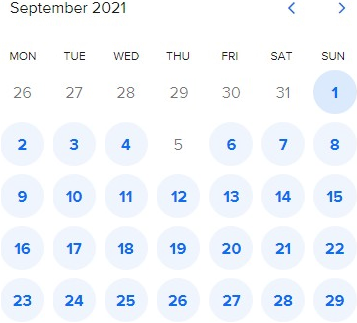 September 2021
MON TUE WED THU FRI SAT SUN
26 27 28 29 30 31 1
2 3 4 5 6 7 8
9 10 11 12 13 14 15
16 17 18 19 20 21 22
23 24 25 26 27 28 29